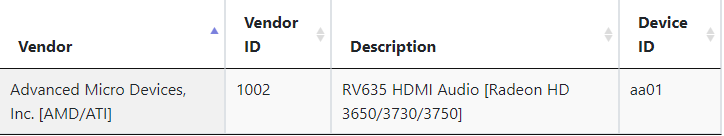 Vendor
Vendor ID
Description
Device ID
Advanced Micro Devices, Inc. [AMD/ATI]
1002
RV635 HDMI Audio [Radeon HD 3650/3730/3750]
aa01